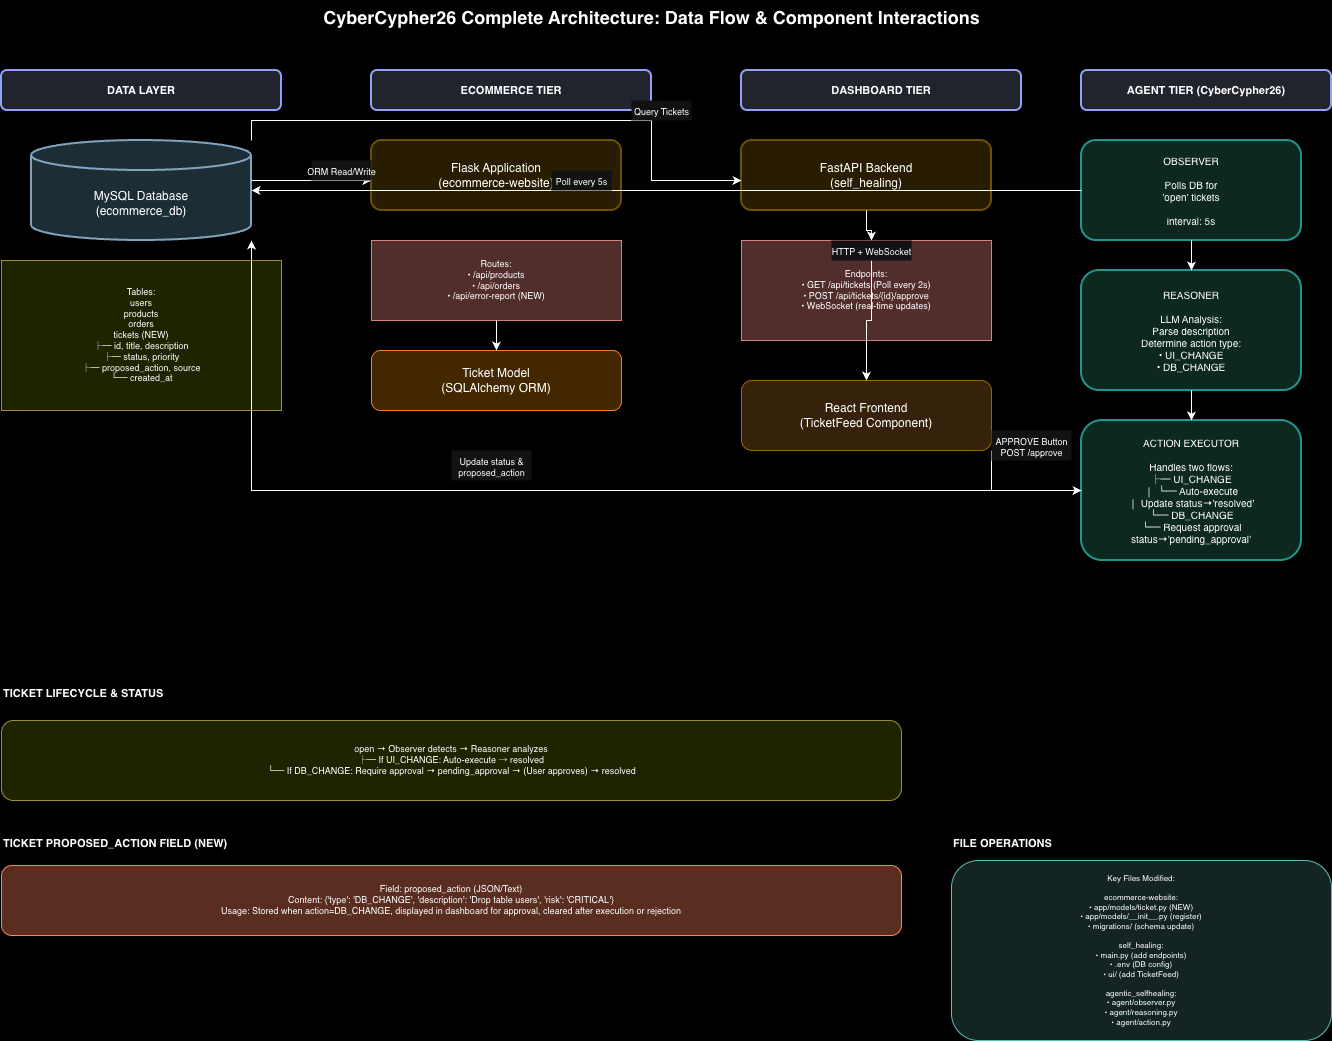 CyberCypher26 Complete Architecture: Data Flow & Component Interactions
DATA LAYER
ECOMMERCE TIER
DASHBOARD TIER
AGENT TIER (CyberCypher26)
Query Tickets
MySQL Database
(ecommerce_db)
ORM Read/Write
Flask Application
(ecommerce-website)
Poll every 5s
FastAPI Backend
(self_healing)
OBSERVER
Polls DB for
'open' tickets
interval: 5s
Tables:
users
products
orders
tickets (NEW)
├── id, title, description
├── status, priority
├── proposed_action, source
└── created_at
Routes:
• /api/products
• /api/orders
• /api/error-report (NEW)
HTTP + WebSocket
Endpoints:
• GET /api/tickets (Poll every 2s)
• POST /api/tickets/{id}/approve
• WebSocket (real-time updates)
REASONER
LLM Analysis:
Parse description
Determine action type:
• UI_CHANGE
• DB_CHANGE
Ticket Model
(SQLAlchemy ORM)
React Frontend
(TicketFeed Component)
APPROVE Button
POST /approve
Update status &
proposed_action
ACTION EXECUTOR
Handles two flows:
├── UI_CHANGE
│ └── Auto-execute
│ Update status→'resolved'
└── DB_CHANGE
└── Request approval
status→'pending_approval'
TICKET LIFECYCLE & STATUS
open → Observer detects → Reasoner analyzes
├── If UI_CHANGE: Auto-execute → resolved
└── If DB_CHANGE: Require approval → pending_approval → (User approves) → resolved
TICKET PROPOSED_ACTION FIELD (NEW)
Field: proposed_action (JSON/Text)
Content: {'type': 'DB_CHANGE', 'description': 'Drop table users', 'risk': 'CRITICAL'}
Usage: Stored when action=DB_CHANGE, displayed in dashboard for approval, cleared after execution or rejection
FILE OPERATIONS
Key Files Modified:
ecommerce-website:
• app/models/ticket.py (NEW)
• app/models/__init__.py (register)
• migrations/ (schema update)
self_healing:
• main.py (add endpoints)
• .env (DB config)
• ui/ (add TicketFeed)
agentic_selfhealing:
• agent/observer.py
• agent/reasoning.py
• agent/action.py